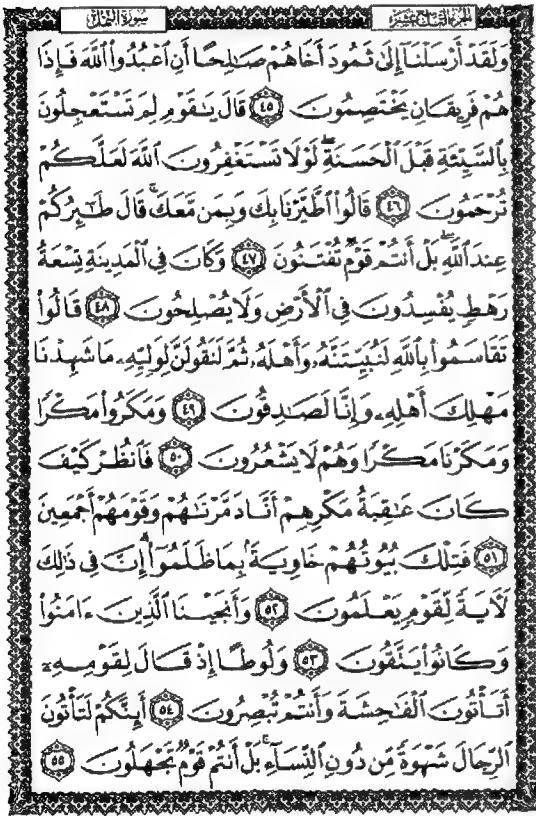 الجزء التاسع عشر
سورة النمل
وَلَقَدْ أَرْسَلْنَآ إِلَىٰ ثَمُودَ أَخَاهُمْ صَٰلِحًا أَنِ ٱعْبُدُوا۟ ٱللَّهَ فَإِذَا
هُمْ فَرِيقَانِ يَخْتَصِمُونَ ٤٥ قَالَ يَٰقَوْمِ لِمَ تَسْتَعْجِلُونَ
بِٱلسَّيِّئَةِ قَبْلَ ٱلْحَسَنَةِ ۖ لَوْلَا تَسْتَغْفِرُونَ ٱللَّهَ لَعَلَّكُمْ
تُرْحَمُونَ ٤٦ قَالُوا۟ ٱطَّيَّرْنَا بِكَ وَبِمَن مَّعَكَ ۚ قَالَ طَٰٓئِرُكُمْ
عِندَ ٱللَّهِ ۖ بَلْ أَنتُمْ قَوْمٌ تُفْتَنُونَ ٤٧ وَكَانَ فِى ٱلْمَدِينَةِ تِسْعَةُ
رَهْطٍ يُفْسِدُونَ فِى ٱلْأَرْضِ وَلَا يُصْلِحُونَ ٤٨ قَالُوا۟
تَقَاسَمُوا۟ بِٱللَّهِ لَنُبَيِّتَنَّهُۥ وَأَهْلَهُۥ ثُمَّ لَنَقُولَنَّ لِوَلِيِّهِۦ مَا شَهِدْنَا
مَهْلِكَ أَهْلِهِۦ وَإِنَّا لَصَٰدِقُونَ ٤٩ وَمَكَرُوا۟ مَكْرًا
وَمَكَرْنَا مَكْرًا وَهُمْ لَا يَشْعُرُونَ ٥٠ فَٱنظُرْ كَيْفَ
كَانَ عَٰقِبَةُ مَكْرِهِمْ أَنَّا دَمَّرْنَٰهُمْ وَقَوْمَهُمْ أَجْمَعِينَ
٥١ فَتِلْكَ بُيُوتُهُمْ خَاوِيَةًۢ بِمَا ظَلَمُوٓا۟ ۗ إِنَّ فِى ذَٰلِكَ
لَءَايَةً لِّقَوْمٍ يَعْلَمُونَ ٥٢ وَأَنجَيْنَا ٱلَّذِينَ ءَامَنُوا۟
وَكَانُوا۟ يَتَّقُونَ ٥٣ وَلُوطًا إِذْ قَالَ لِقَوْمِهِۦٓ
أَتَأْتُونَ ٱلْفَٰحِشَةَ وَأَنتُمْ تُبْصِرُونَ ٥٤ أَئِنَّكُمْ لَتَأْتُونَ
ٱلرِّجَالَ شَهْوَةً مِّن دُونِ ٱلنِّسَآءِ ۚ بَلْ أَنتُمْ قَوْمٌ تَجْهَلُونَ ٥٥